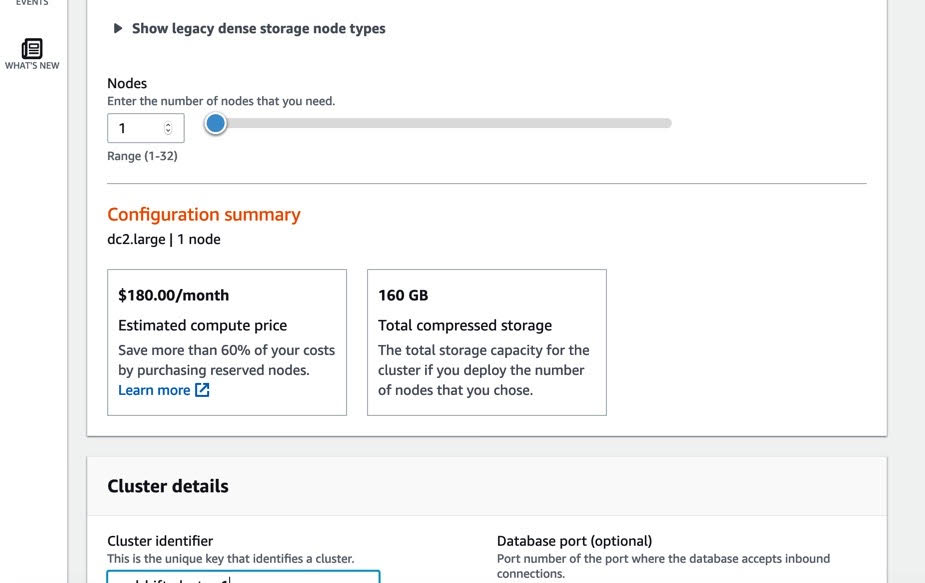 EVENTS
WHAT'S NEW
Show legacy dense storage node types
Nodes
Enter the number of nodes that you need.
1
Range (1-32)
Configuration summary
dc2.large | 1 node
$180.00/month
Estimated compute price
Save more than 60% of your costs
by purchasing reserved nodes.
Learn more
160 GB
Total compressed storage
The total storage capacity for the
cluster if you deploy the number
of nodes that you chose.
Cluster details
Cluster identifier
This is the unique key that identifies a cluster.
Database port (optional)
Port number of the port where the database accepts inbound
connections.